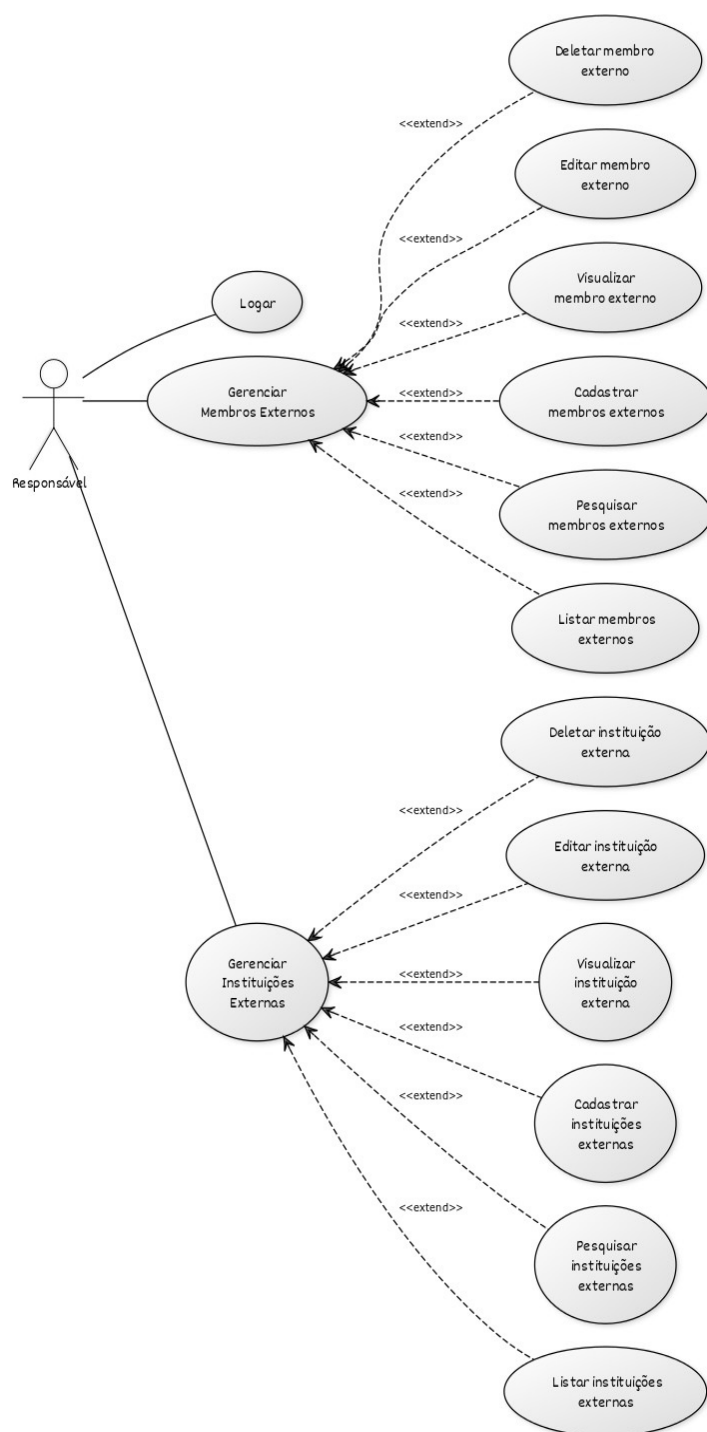 Deletar membro
externo
<<extend>>
Editar membro
externo
<<extend>>
Visualizar
membro externo
Logar
<<extend>>
Gerenciar
Membros Externos
<<extend>>
Cadastrar
membros externos
<<extend>>
Responsável
<<extend>>
Pesquisar
membros externos
Listar membros
externos
Deletar instituição
externa
<<extend>>
Editar instituição
externa
<<extend>>
Gerenciar
Instituições
Externas
<<extend>>
Visualizar
instituição
externa
<<extend>>
Cadastrar
instituições
externas
<<extend>>
<<extend>>
Pesquisar
instituições
externas
Listar instituições
externas